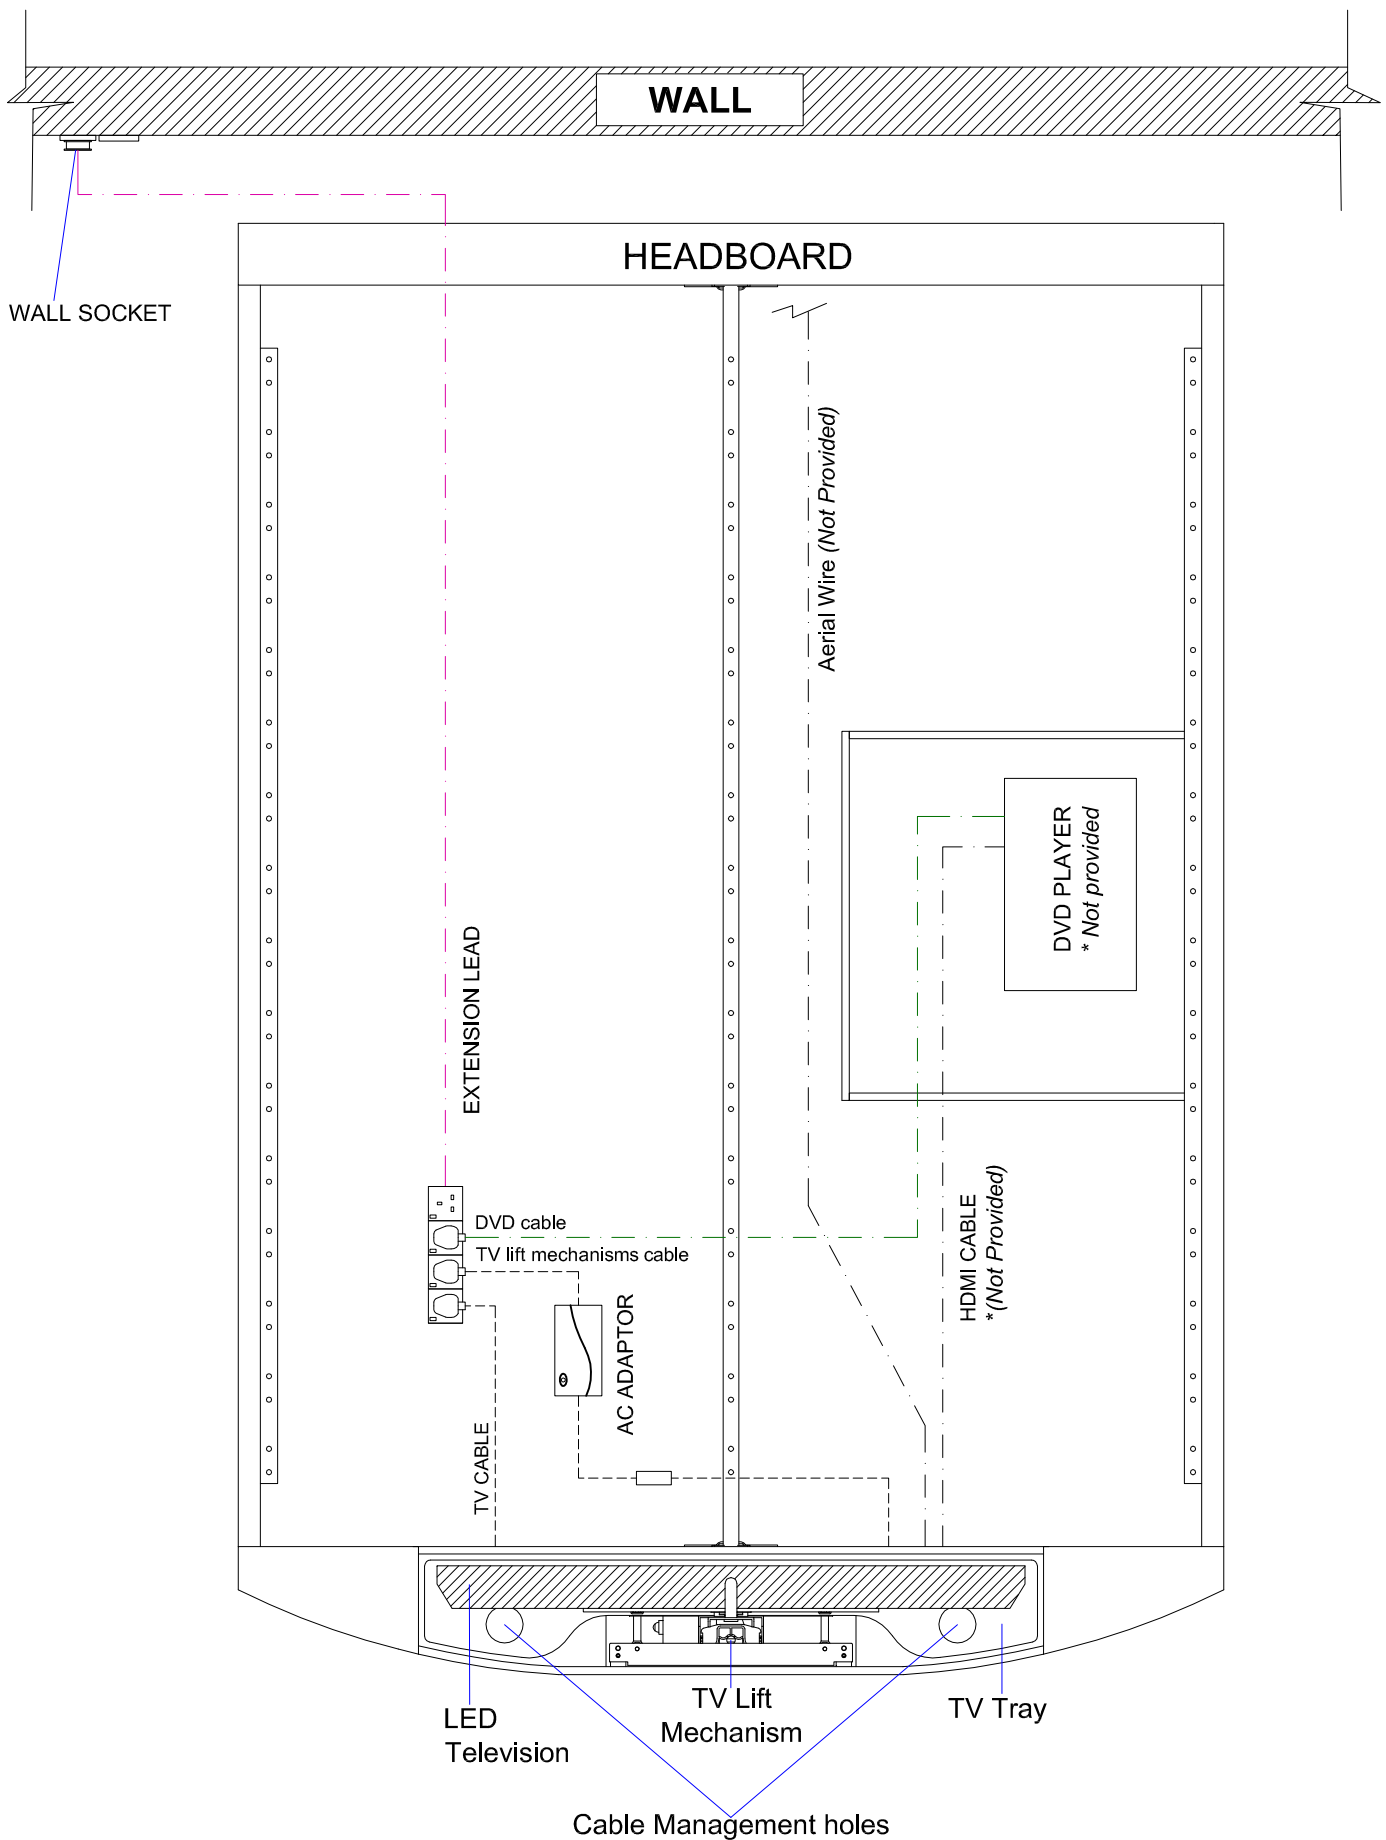 WALL
HEADBOARD
WALL SOCKET
Aerial Wire (Not Provided)
DVD PLAYER
* Not provided
EXTENSION LEAD
DVD cable
TV lift mechanisms cable
HDMI CABLE
*(Not Provided)
AC ADAPTOR
TV CABLE
TV Lift
Mechanism
TV Tray
LED
Television
Cable Management holes